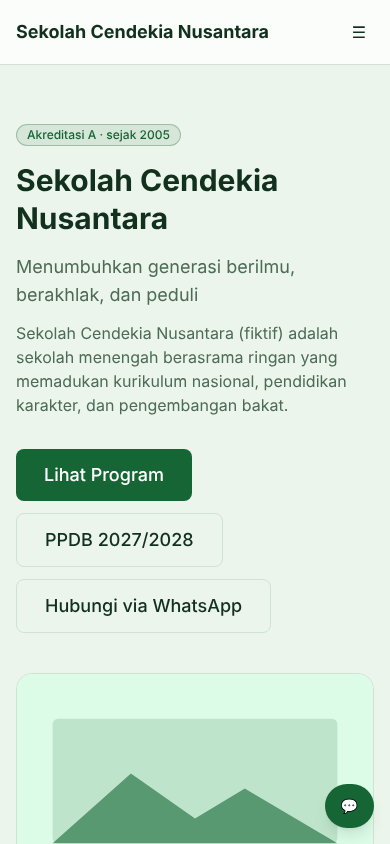 Sekolah Cendekia Nusantara
Akreditasi A · sejak 2005
Sekolah Cendekia
Nusantara
Menumbuhkan generasi berilmu,
berakhlak, dan peduli
Sekolah Cendekia Nusantara (fiktif) adalah
sekolah menengah berasrama ringan yang
memadukan kurikulum nasional, pendidikan
karakter, dan pengembangan bakat.
Lihat Program
PPDB 2027/2028
Hubungi via WhatsApp